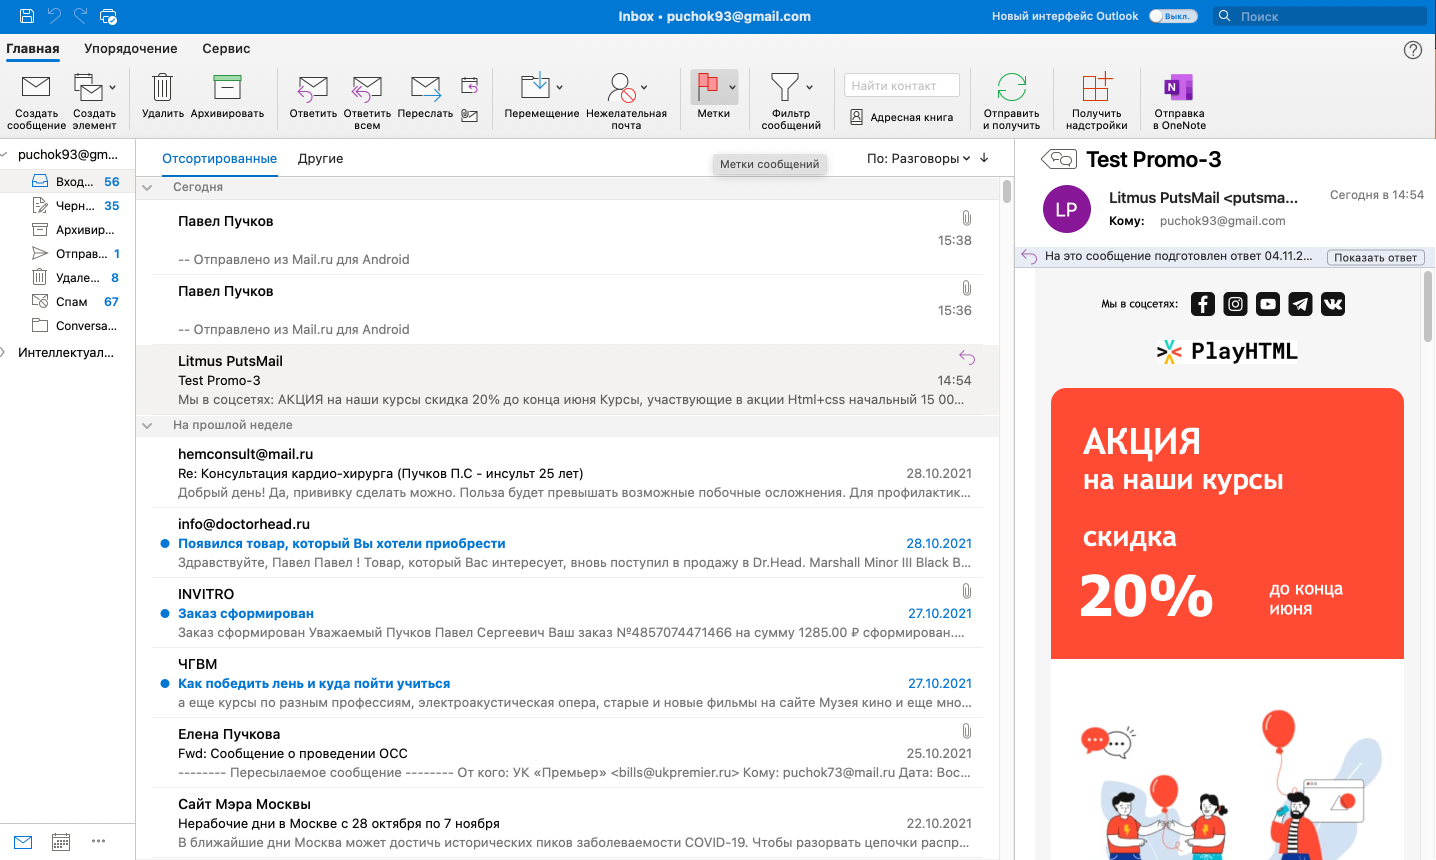 Inbox • puchok93@gmail.com
Новый интерфейс Outlook
Выкл.
Поиск
Главная
Упорядочение
Сервис
Создать сообщение
Создать элемент
Удалить
Архивировать
Ответить
Ответить всем
Переслать
Перемещение
Нежелательная почта
Метки
Фильтр сообщений
Найти контакт
Адресная книга
Отправить и получить
Получить надстройки
Отправка в OneNote
puchok93@gm...
Вход... 56
Черн... 35
Архивир...
Отправ... 1
Удале... 8
Спам 67
Conversa...
Интеллектуал...
Отсортированные
Другие
Метки сообщений
По: Разговоры
Сегодня
Павел Пучков
15:38
-- Отправлено из Mail.ru для Android
Павел Пучков
15:36
-- Отправлено из Mail.ru для Android
Litmus PutsMail
Test Promo-3 14:54
Мы в соцсетях: АКЦИЯ на наши курсы скидка 20% до конца июня Курсы, участвующие в акции Html+css начальный 15 00...
На прошлой неделе
hemconsult@mail.ru
Re: Консультация кардио-хирурга (Пучков П.С - инсульт 25 лет) 28.10.2021
Добрый день! Да, прививку сделать можно. Польза будет превышать возможные побочные осложнения. Для профилактик...
info@doctorhead.ru
Появился товар, который Вы хотели приобрести 28.10.2021
Здравствуйте, Павел Павел ! Товар, который Вас интересует, вновь поступил в продажу в Dr.Head. Marshall Minor III Black B...
INVITRO
Заказ сформирован 27.10.2021
Заказ сформирован Уважаемый Пучков Павел Сергеевич Ваш заказ №4857074471466 на сумму 1285.00 ₽ сформирован....
ЧГВМ
Как победить лень и куда пойти учиться 27.10.2021
а еще курсы по разным профессиям, электроакустическая опера, старые и новые фильмы на сайте Музея кино и еще мно...
Елена Пучкова
Fwd: Сообщение о проведении ОСС 25.10.2021
-------- Пересылаемое сообщение -------- От кого: УК «Премьер» <bills@ukpremier.ru> Кому: puchok73@mail.ru Дата: Вос...
Сайт Мэра Москвы
Нерабочие дни в Москве с 28 октября по 7 ноября 22.10.2021
В ближайшие дни Москва может достичь исторических пиков заболеваемости COVID-19. Чтобы разорвать цепочки распр...
Test Promo-3
LP
Litmus PutsMail <putsma...
Сегодня в 14:54
Кому: puchok93@gmail.com
На это сообщение подготовлен ответ 04.11.2...
Показать ответ
Мы в соцсетях:
PlayHTML
АКЦИЯ
на наши курсы
скидка
20%
до конца
июня